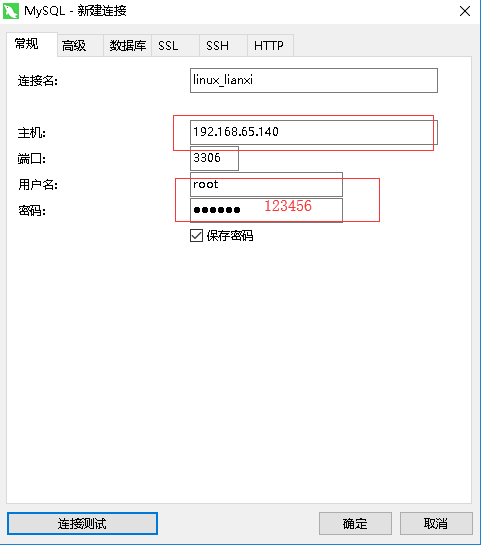 MySQL - 新建连接
常规 高级 数据库 SSL SSH HTTP
连接名: linux_lianxi
主机: 192.168.65.140
端口: 3306
用户名: root
密码: ●●●●●● 123456
保存密码
连接测试 确定 取消